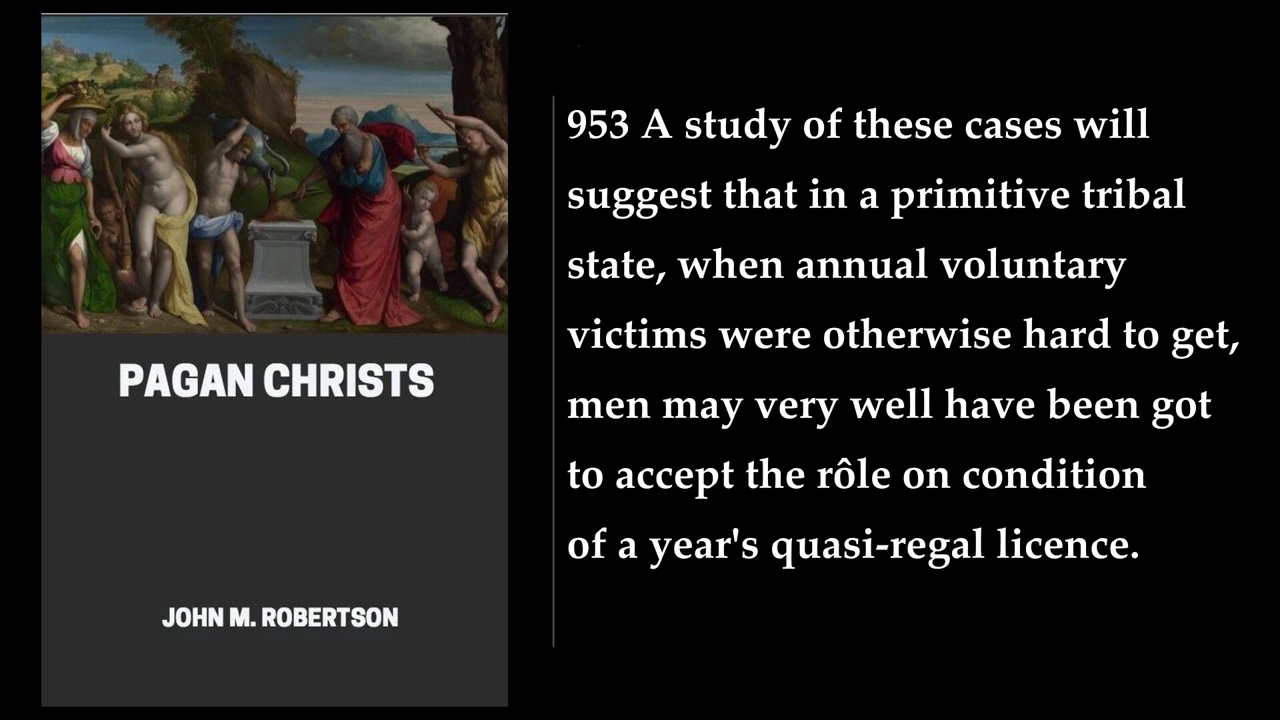 PAGAN CHRISTS
JOHN M. ROBERTSON
953 A study of these cases will
suggest that in a primitive tribal
state, when annual voluntary
victims were otherwise hard to get,
men may very well have been got
to accept the rôle on condition
of a year's quasi-regal licence.